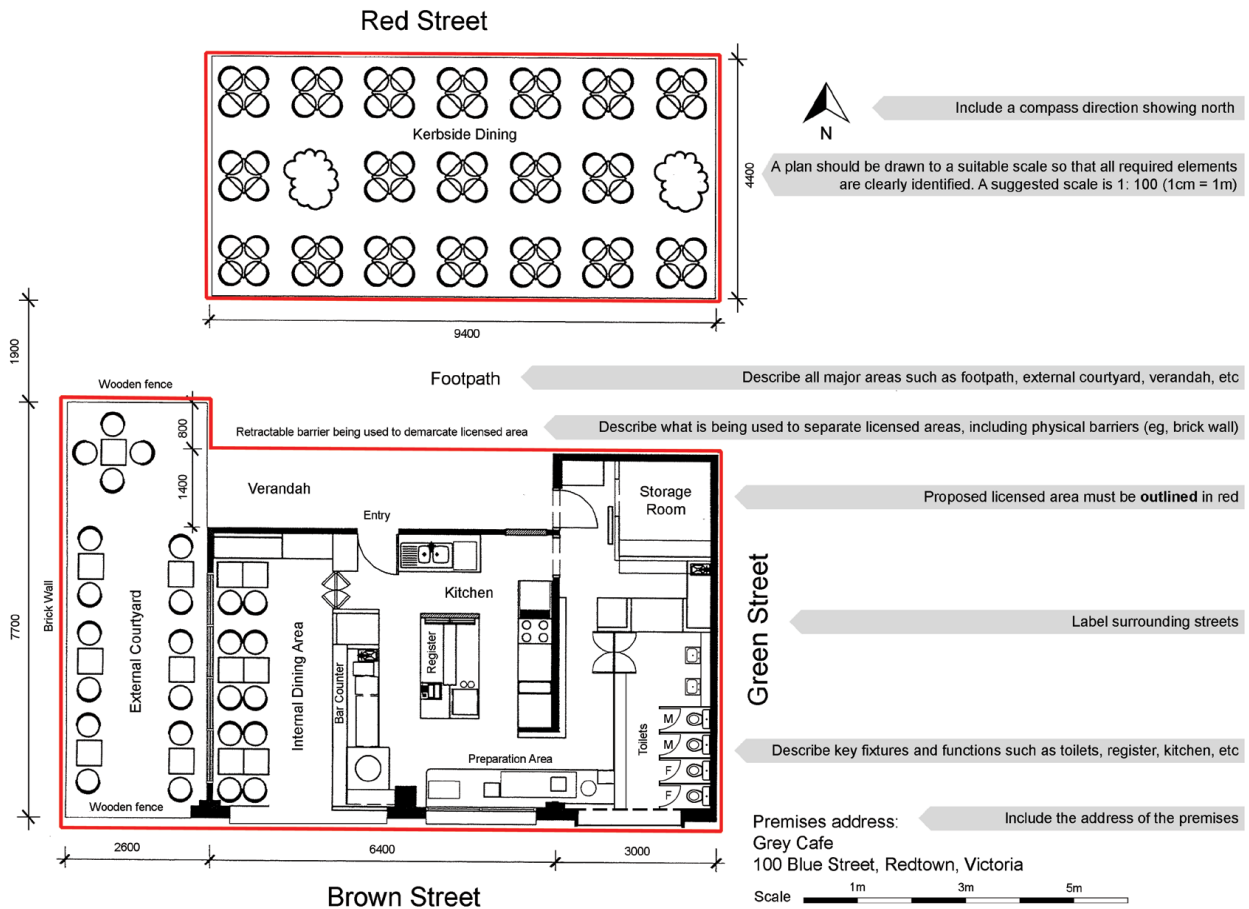 Red Street
Kerbside Dining
4400
9400
N
Include a compass direction showing north
A plan should be drawn to a suitable scale so that all required elements
are clearly identified. A suggested scale is 1: 100 (1cm = 1m)
1900
Footpath
Describe all major areas such as footpath, external courtyard, verandah, etc
Wooden fence
800
Retractable barrier being used to demarcate licensed area
Describe what is being used to separate licensed areas, including physical barriers (eg, brick wall)
1400
Verandah
Entry
Storage
Room
Proposed licensed area must be outlined in red
7700
Brick Wall
External Courtyard
Internal Dining Area
Kitchen
Bar Counter
Register
Green Street
Label surrounding streets
Toilets
M
M
F
F
Preparation Area
Describe key fixtures and functions such as toilets, register, kitchen, etc
Wooden fence
Include the address of the premises
Premises address:
Grey Cafe
100 Blue Street, Redtown, Victoria
2600
6400
3000
Brown Street
Scale
1m
3m
5m